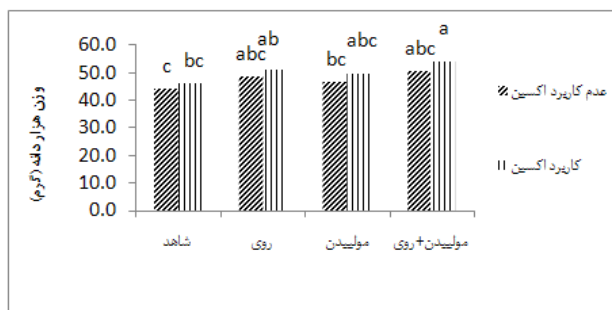 60.0
50.0
40.0
30.0
20.0
10.0
0.0
وزن هزار دانه (گرم)
c bc abc ab bc abc abc a
شاهد روی مولیبدن مولیبدن+روی
عدم کاربرد اکسین
کاربرد اکسین